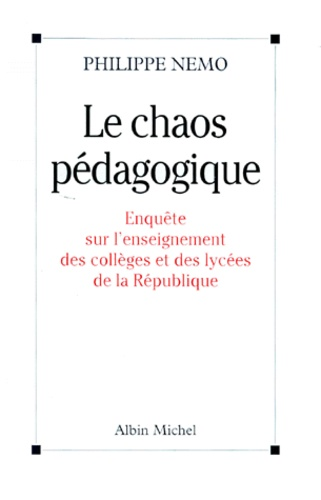 PHILIPPE NEMO
Le chaos
pédagogique
Enquête
sur l'enseignement
des collèges et des lycées
de la République
Albin Michel